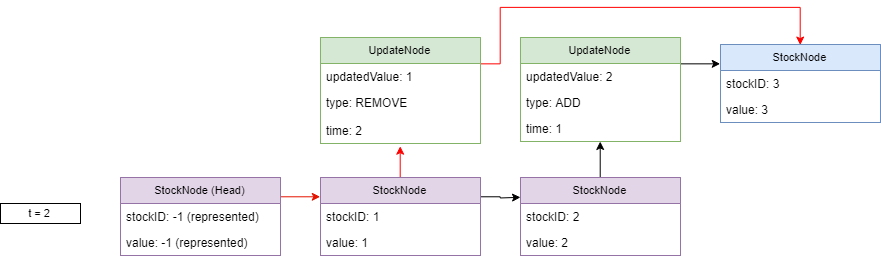 UpdateNode
updatedValue: 1
type: REMOVE
time: 2
UpdateNode
updatedValue: 2
type: ADD
time: 1
StockNode
stockID: 3
value: 3
t = 2
StockNode (Head)
stockID: -1 (represented)
value: -1 (represented)
StockNode
stockID: 1
value: 1
StockNode
stockID: 2
value: 2